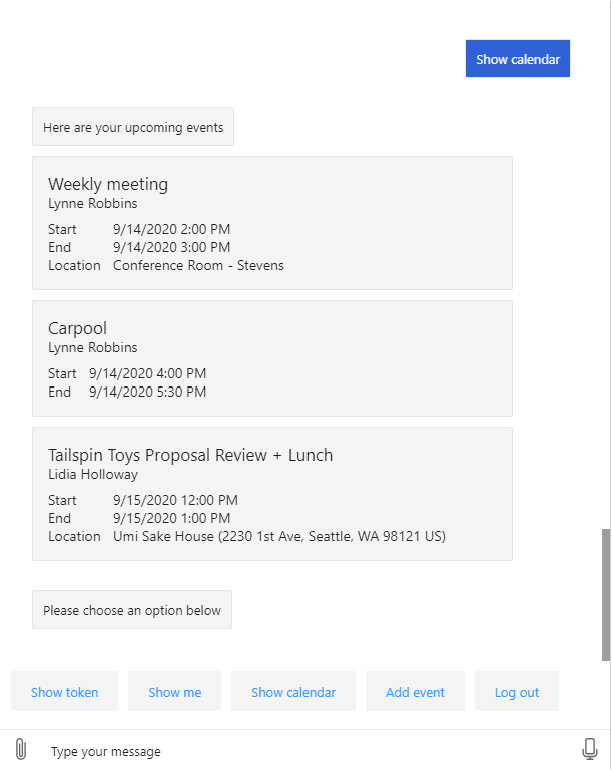 Show calendar
Here are your upcoming events
Weekly meeting
Lynne Robbins
Start 9/14/2020 2:00 PM
End 9/14/2020 3:00 PM
Location Conference Room - Stevens
Carpool
Lynne Robbins
Start 9/14/2020 4:00 PM
End 9/14/2020 5:30 PM
Tailspin Toys Proposal Review + Lunch
Lidia Holloway
Start 9/15/2020 12:00 PM
End 9/15/2020 1:00 PM
Location Umi Sake House (2230 1st Ave, Seattle, WA 98121 US)
Please choose an option below
Show token Show me Show calendar Add event Log out
Type your message